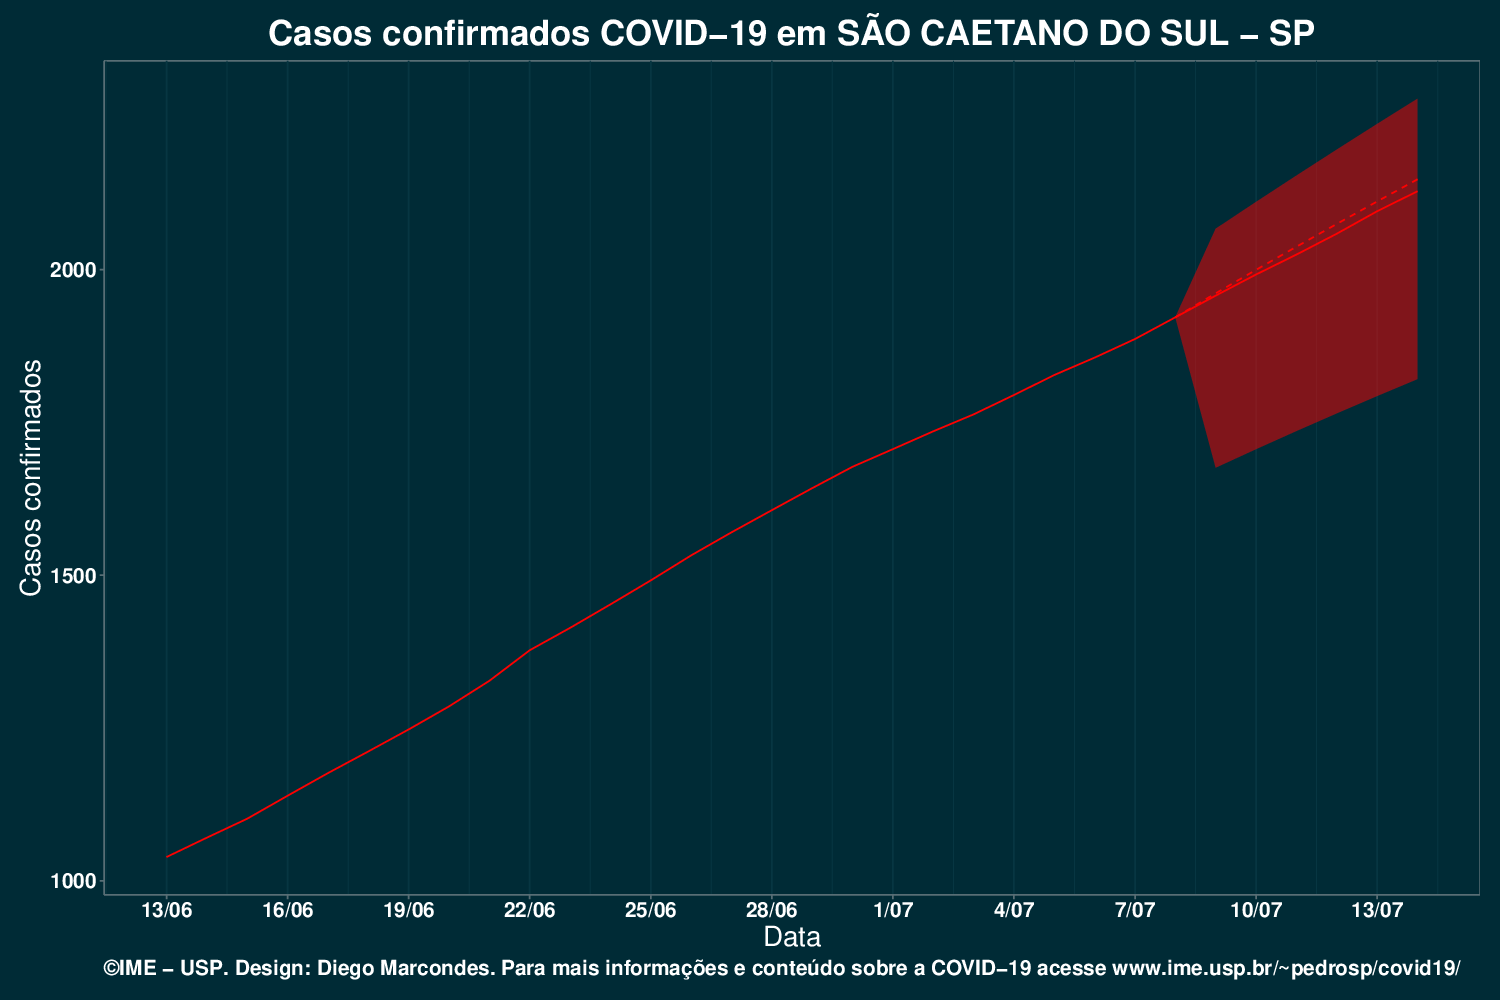 Casos confirmados COVID−19 em SÃO CAETANO DO SUL − SP
Casos confirmados
2000
1500
1000
13/06 16/06 19/06 22/06 25/06 28/06 1/07 4/07 7/07 10/07 13/07
Data
©IME − USP. Design: Diego Marcondes. Para mais informações e conteúdo sobre a COVID−19 acesse www.ime.usp.br/~pedrosp/covid19/